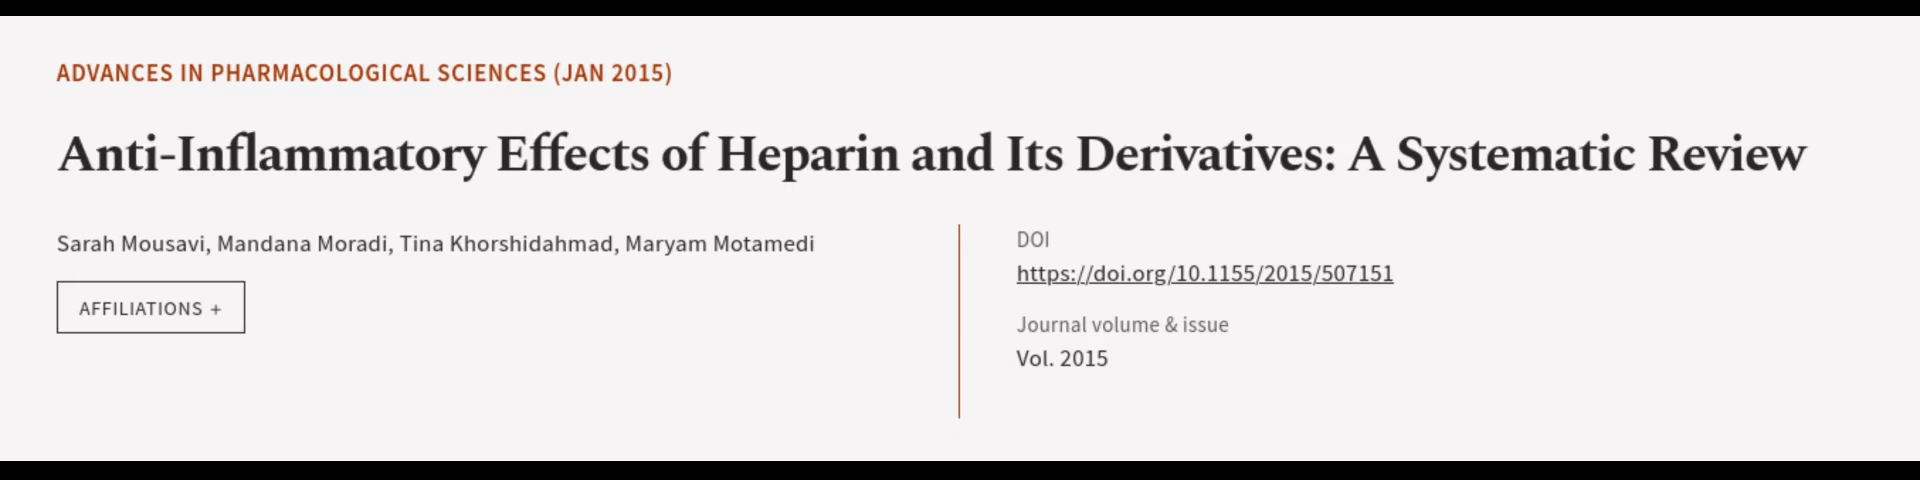 ADVANCES IN PHARMACOLOGICAL SCIENCES (JAN 2015)
Anti-Inflammatory Effects of Heparin and Its Derivatives: A Systematic Review
Sarah Mousavi, Mandana Moradi, Tina Khorshidahmad, Maryam Motamedi
AFFILIATIONS +
DOI
https://doi.org/10.1155/2015/507151
Journal volume & issue
Vol. 2015